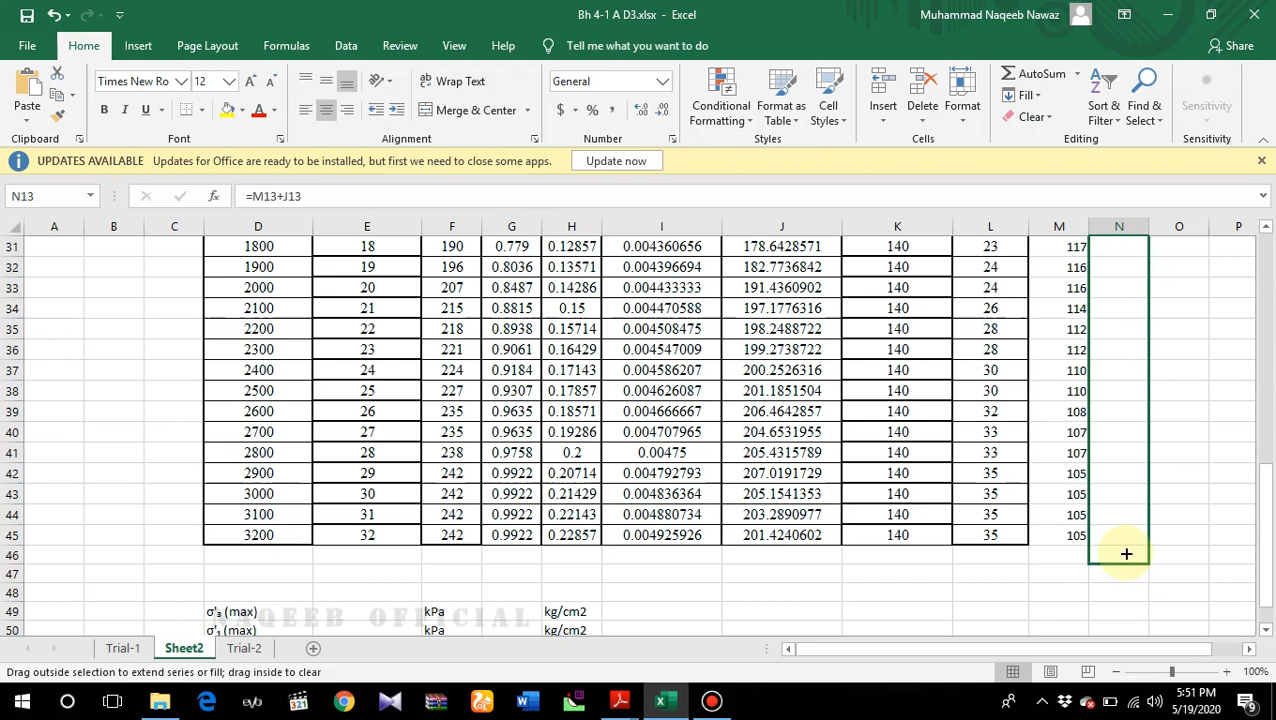 Bh 4-1 A D3.xlsx - Excel
Muhammad Naqeeb Nawaz
File Home Insert Page Layout Formulas Data Review View Help Tell me what you want to do Share
Paste
Times New Ro 12
B I U
Wrap Text
Merge & Center
General
$ % ,
Conditional Formatting
Format as Table
Cell Styles
Insert Delete Format
AutoSum
Fill
Clear
Sort & Filter
Find & Select
Sensitivity
Clipboard Font Alignment Number Styles Cells Editing Sensitivity
UPDATES AVAILABLE Updates for Office are ready to be installed, but first we need to close some apps. Update now
N13 fx =M13+J13
A B C D E F G H I J K L M N O P
31 1800 18 190 0.779 0.12857 0.004360656 178.6428571 140 23 117
32 1900 19 196 0.8036 0.13571 0.004396694 182.7736842 140 24 116
33 2000 20 207 0.8487 0.14286 0.00443333 191.4360902 140 24 116
34 2100 21 215 0.8815 0.15 0.004470588 197.1776316 140 26 114
35 2200 22 218 0.8938 0.15714 0.004508475 198.2488722 140 28 112
36 2300 23 221 0.9061 0.16429 0.004547009 199.2738722 140 28 112
37 2400 24 224 0.9184 0.17143 0.004586207 200.2526316 140 30 110
38 2500 25 227 0.9307 0.17857 0.004626087 201.1851504 140 30 110
39 2600 26 235 0.9635 0.18571 0.004666667 206.4642857 140 32 108
40 2700 27 235 0.9635 0.19286 0.004707965 204.6531955 140 33 107
41 2800 28 238 0.9758 0.2 0.00475 205.4315789 140 33 107
42 2900 29 242 0.9922 0.20714 0.004792793 207.0191729 140 35 105
43 3000 30 242 0.9922 0.21429 0.004836364 205.1541353 140 35 105
44 3100 31 242 0.9922 0.22143 0.004880734 203.2890977 140 35 105
45 3200 32 242 0.9922 0.22857 0.004925926 201.4240602 140 35 105
46
47
48
49 σ'₃ (max) kPa kg/cm2
NAQEEB OFFICIAL
50 σ'₁ (max) kPa kg/cm2
Trial-1 Sheet2 Trial-2
Drag outside selection to extend series or fill; drag inside to clear
100%
e/b
321
5:51 PM
5/19/2020